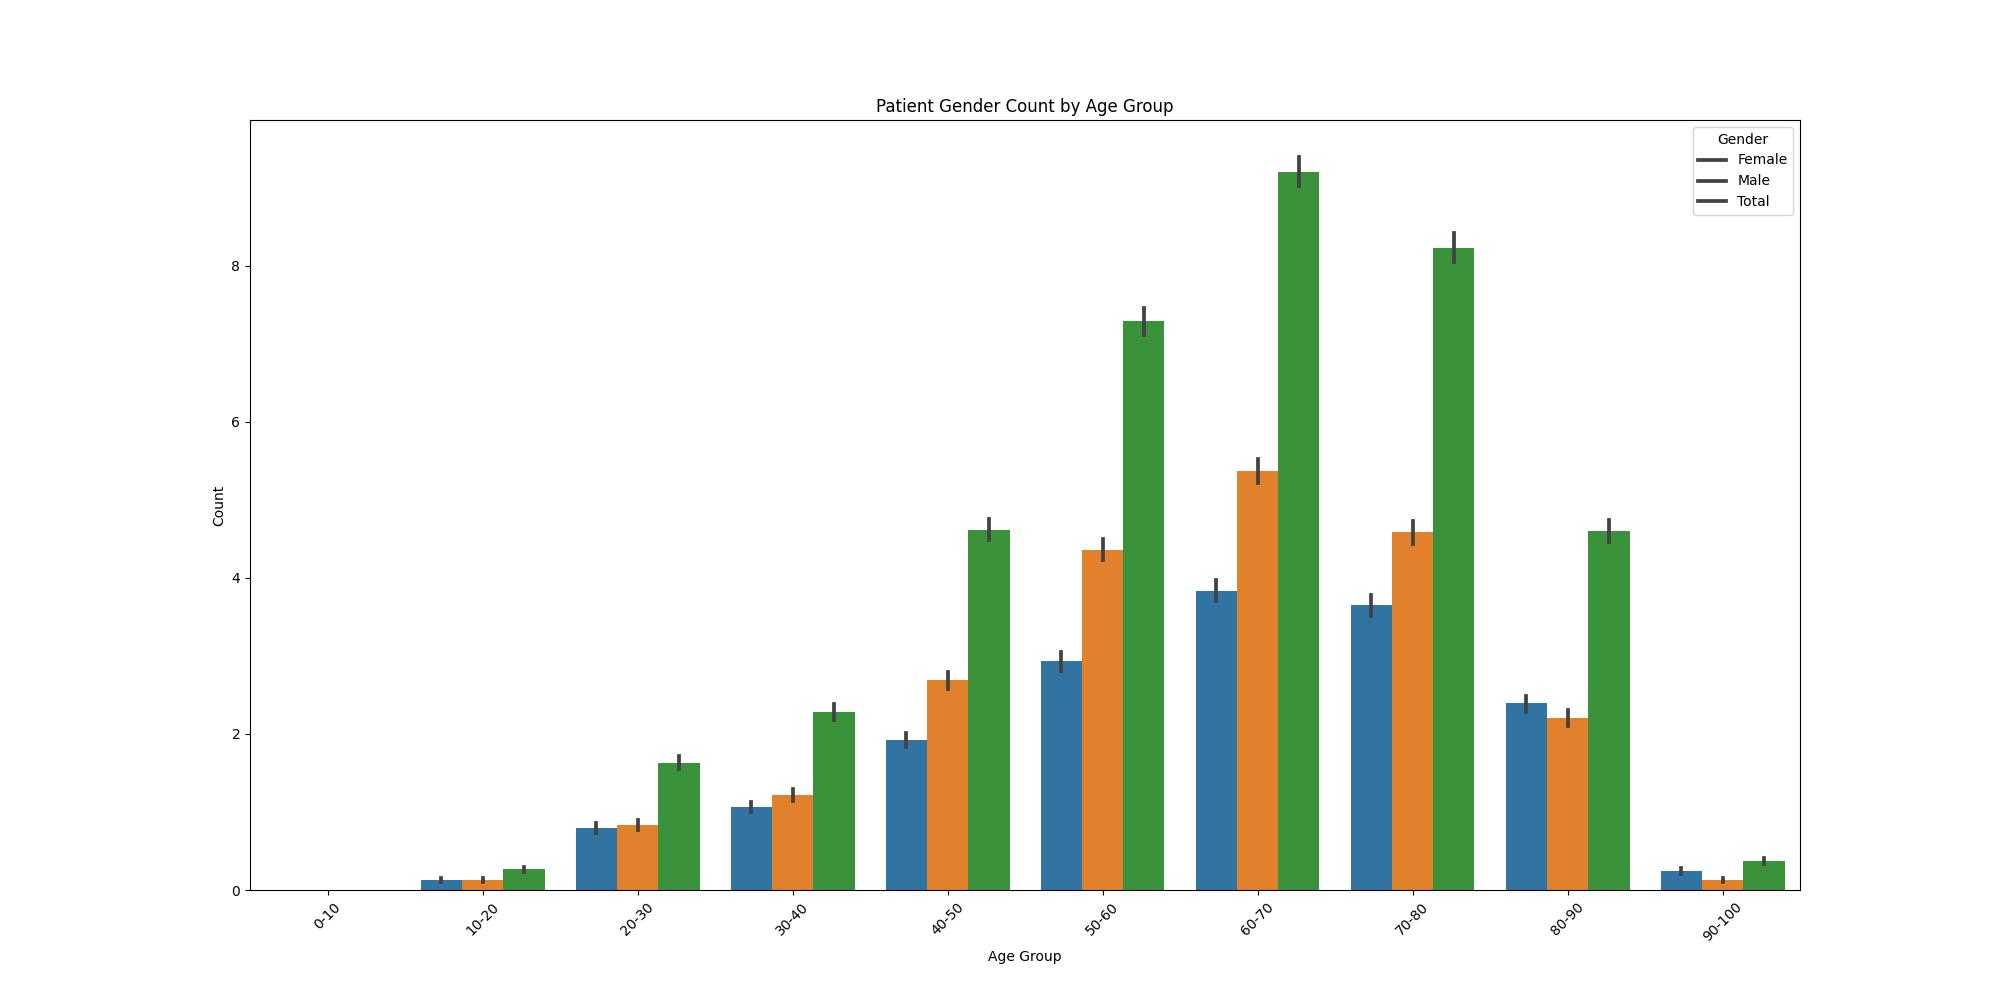 Patient Gender Count by Age Group
Gender
Female
Male
Total
8
6
4
2
0
Count
0-10
10-20
20-30
30-40
40-50
50-60
60-70
70-80
80-90
90-100
Age Group